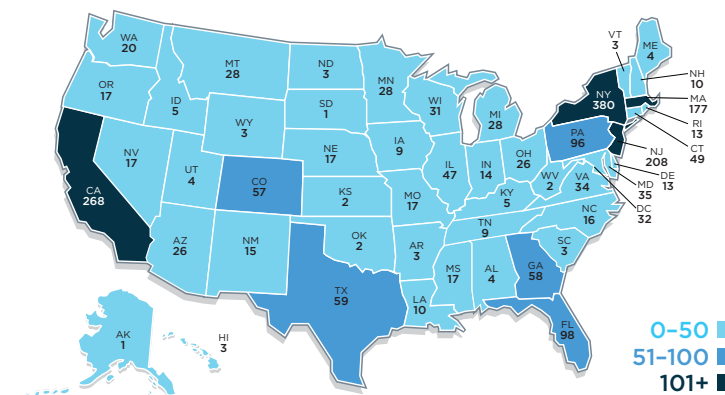 WA
20
OR
17
CA
268
NV
17
ID
5
MT
28
WY
3
UT
4
AZ
26
CO
57
NM
15
ND
3
SD
1
NE
17
KS
2
OK
2
TX
59
MN
28
IA
9
MO
17
AR
3
LA
10
WI
31
IL
47
MI
28
IN
14
OH
26
KY
5
TN
9
MS
17
AL
4
GA
58
FL
98
SC
3
NC
16
VA
34
WV
2
PA
96
NY
380
VT
3
ME
4
NH
10
MA
177
RI
13
CT
49
NJ
208
DE
13
MD
35
DC
32
AK
1
HI
3
0–50
51–100
101+